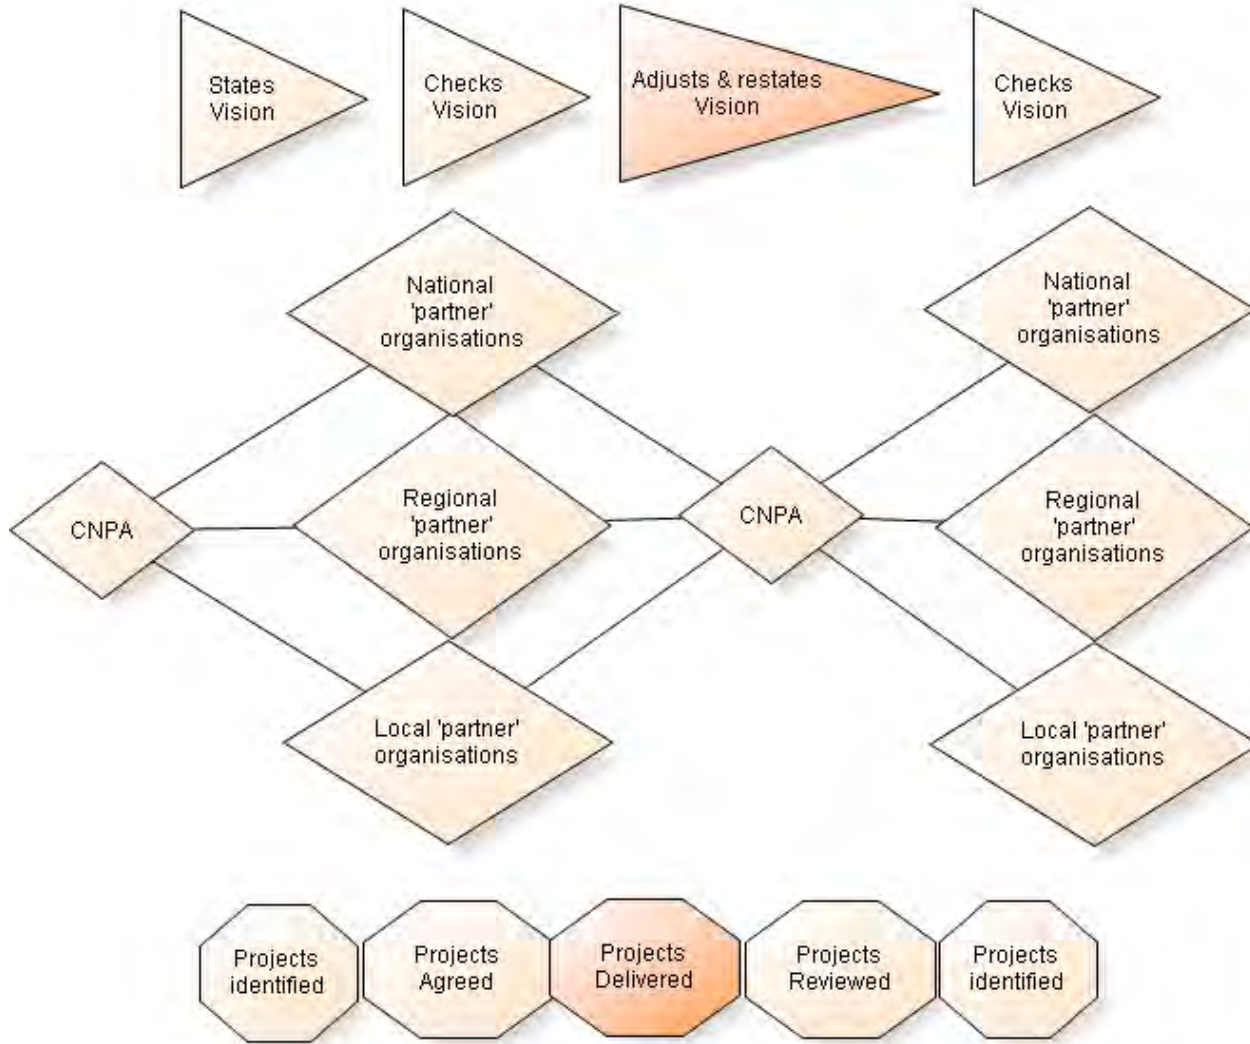 States
Vision
Checks
Vision
Adjusts & restates
Vision
Checks
Vision
National
'partner'
organisations
National
'partner'
organisations
CNPA
Regional
'partner'
organisations
CNPA
Regional
'partner'
organisations
Local 'partner'
organisations
Local 'partner'
organisations
Projects
identified
Projects
Agreed
Projects
Delivered
Projects
Reviewed
Projects
identified